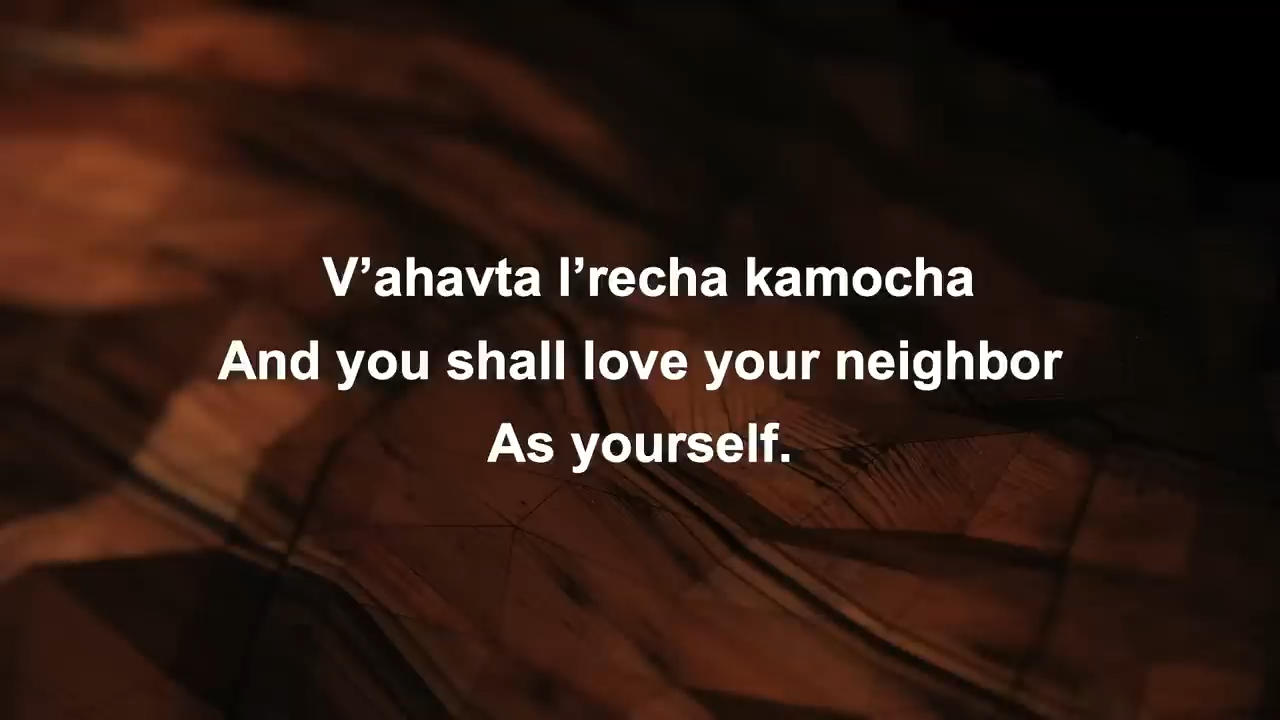 V’ahavta l’recha kamocha
And you shall love your neighbor
As yourself.